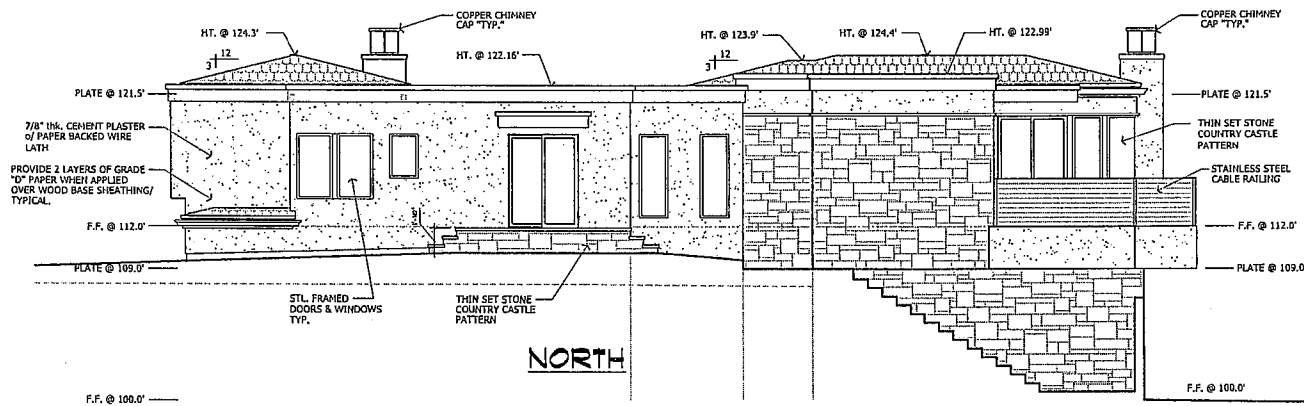 COPPER CHIMNEY
CAP "TYP."
HT. @ 124.3'
12
3
HT. @ 122.16'
HT. @ 123.9'
12
3
HT. @ 124.4'
HT. @ 122.99'
COPPER CHIMNEY
CAP "TYP."
PLATE @ 121.5'
PLATE @ 121.5'
7/8" thk. CEMENT PLASTER
o/ PAPER BACKED WIRE
LATH
THIN SET STONE
COUNTRY CASTLE
PATTERN
PROVIDE 2 LAYERS OF GRADE
"D" PAPER WHEN APPLIED
OVER WOOD BASE SHEATHING/
TYPICAL.
STAINLESS STEEL
CABLE RAILING
F.F. @ 112.0'
F.F. @ 112.0'
PLATE @ 109.0'
PLATE @ 109.0'
STL. FRAMED
DOORS & WINDOWS
TYP.
THIN SET STONE
COUNTRY CASTLE
PATTERN
NORTH
F.F. @ 100.0'
F.F. @ 100.0'